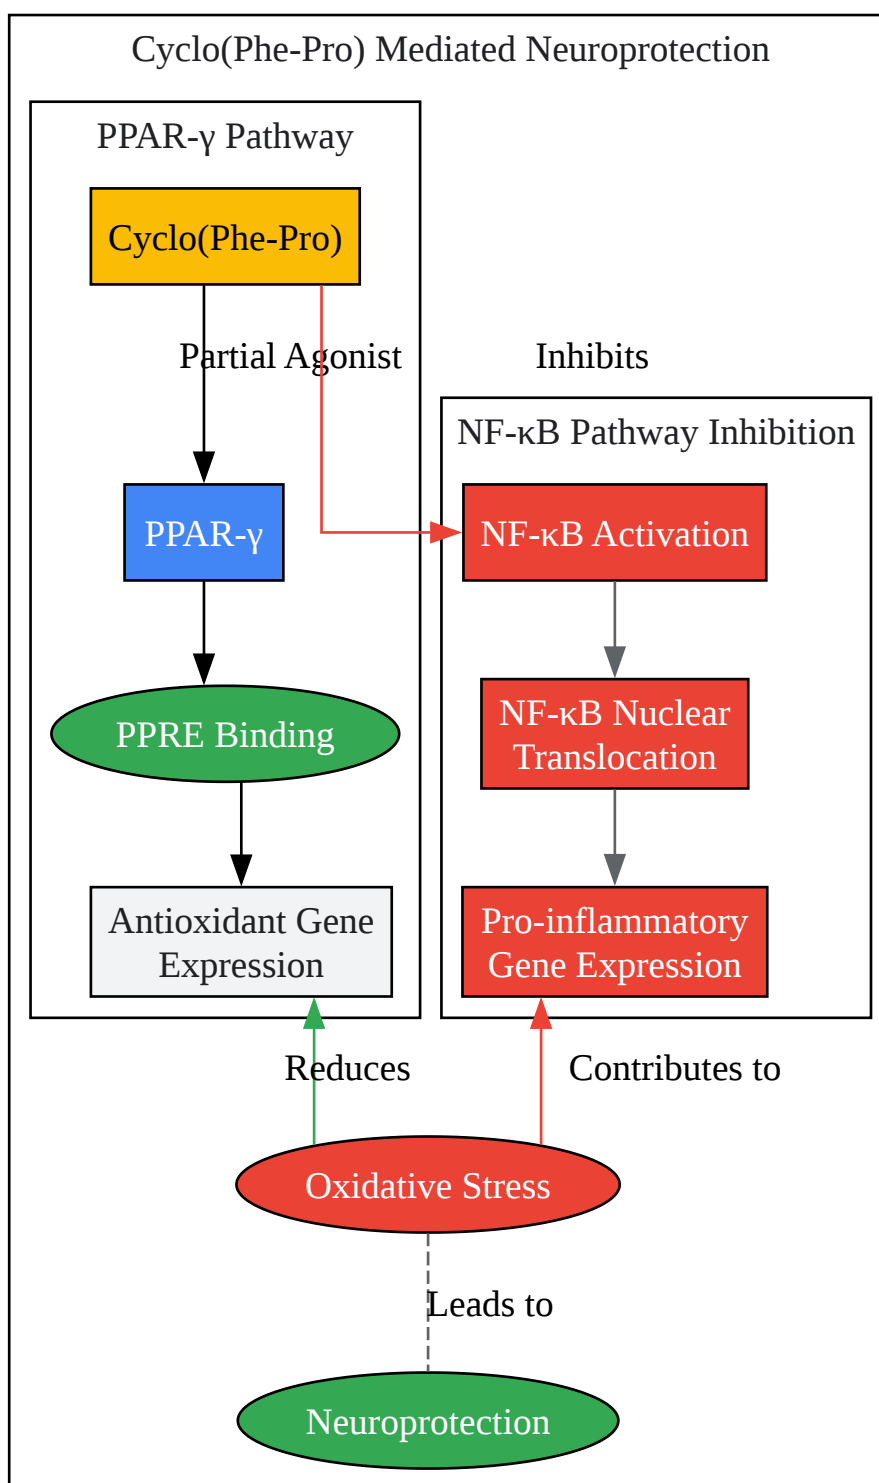 Cyclo(Phe-Pro) Mediated Neuroprotection
PPAR-γ Pathway
Cyclo(Phe-Pro)
Partial Agonist
Inhibits
NF-κB Pathway Inhibition
PPAR-γ
NF-κB Activation
PPRE Binding
NF-κB Nuclear
Translocation
Antioxidant Gene
Expression
Pro-inflammatory
Gene Expression
Reduces
Contributes to
Oxidative Stress
Leads to
Neuroprotection